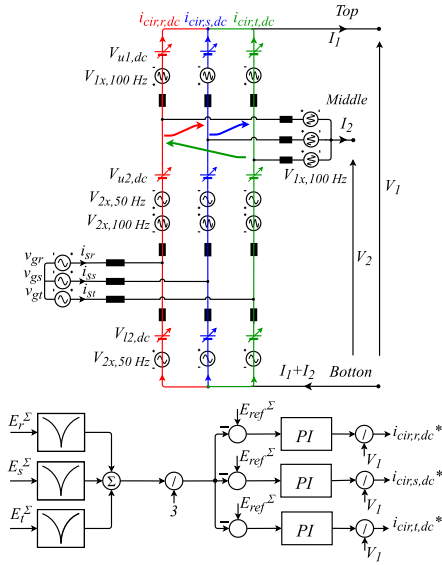 i_cir,r,dc i_cir,s,dc i_cir,t,dc Top
I_1
V_u1,dc
V_1x,100 Hz
Middle
I_2
V_1x,100 Hz
V_u2,dc
V_2x,50 Hz
V_2x,100 Hz
V_1
V_2
v_gr i_sr
v_gs i_ss
v_gt i_st
V_l2,dc
V_2x,50 Hz
I_1+I_2 Botton
E_r^Σ E_ref^Σ PI / i_cir,r,dc*
V_1
E_s^Σ Σ / 3 E_ref^Σ PI / i_cir,s,dc*
V_1
E_t^Σ E_ref^Σ PI / i_cir,t,dc*
V_1